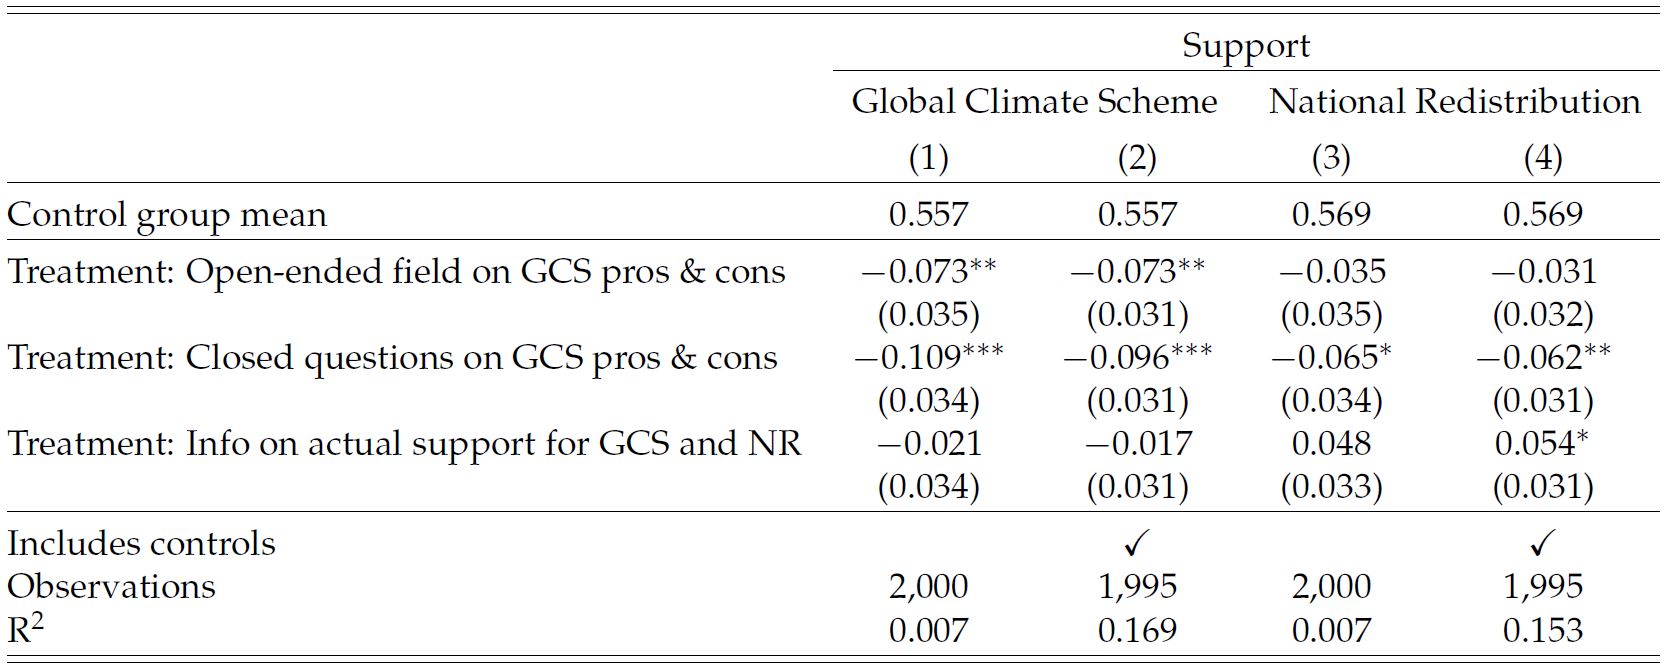 Support
Global Climate Scheme National Redistribution
(1) (2) (3) (4)
Control group mean 0.557 0.557 0.569 0.569
Treatment: Open-ended field on GCS pros & cons −0.073** −0.073** −0.035 −0.031
(0.035) (0.031) (0.035) (0.032)
Treatment: Closed questions on GCS pros & cons −0.109*** −0.096*** −0.065* −0.062**
(0.034) (0.031) (0.034) (0.031)
Treatment: Info on actual support for GCS and NR −0.021 −0.017 0.048 0.054*
(0.034) (0.031) (0.033) (0.031)
Includes controls ✓ ✓
Observations 2,000 1,995 2,000 1,995
R² 0.007 0.169 0.007 0.153